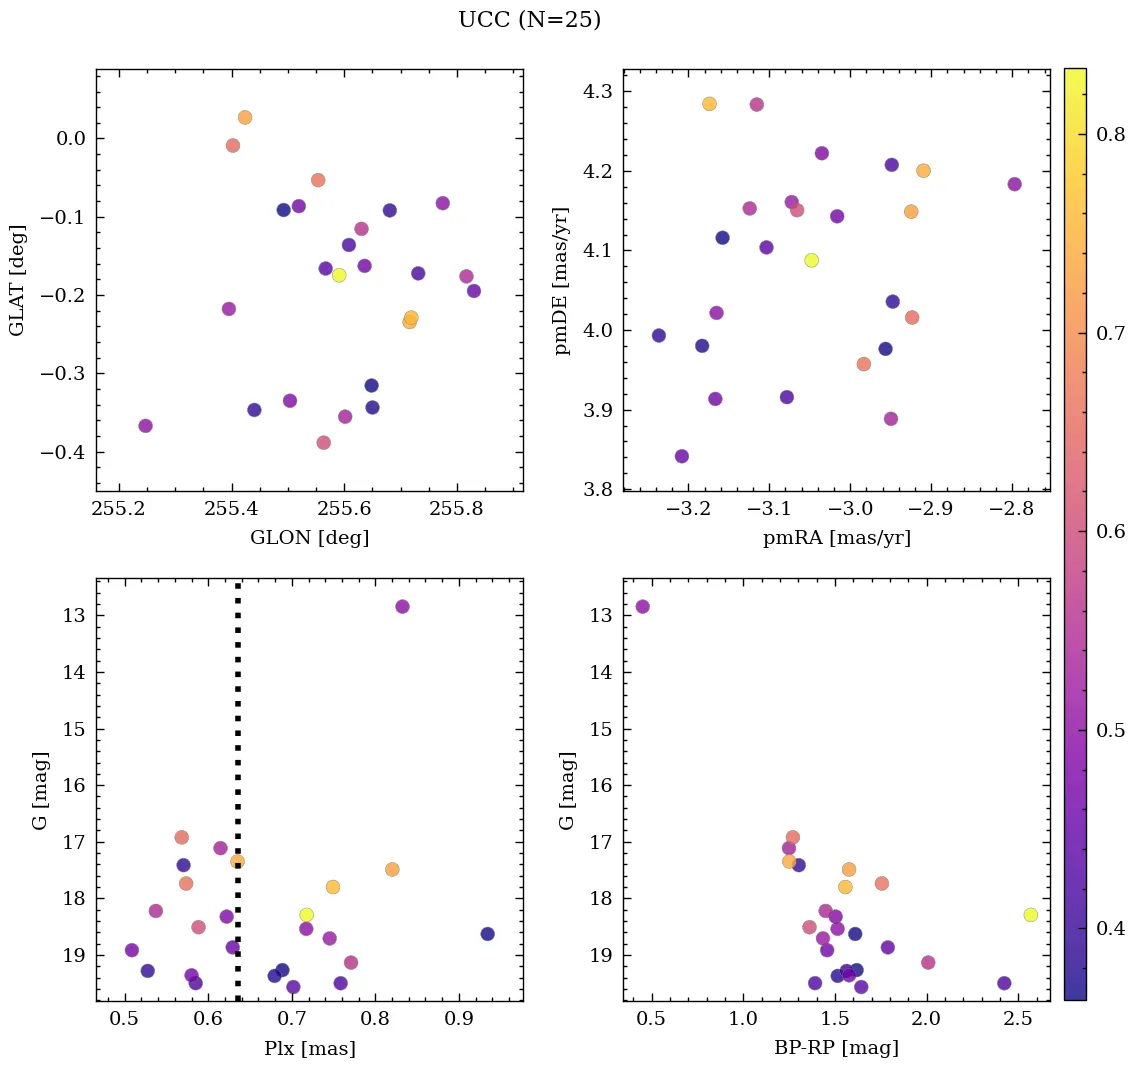 UCC (N=25)
0.0
−0.1
−0.2
−0.3
−0.4
GLAT [deg]
255.2 255.4 255.6 255.8
GLON [deg]
4.3
4.2
4.1
4.0
3.9
3.8
pmDE [mas/yr]
−3.2 −3.1 −3.0 −2.9 −2.8
pmRA [mas/yr]
13
14
15
16
17
18
19
G [mag]
0.5 0.6 0.7 0.8 0.9
Plx [mas]
13
14
15
16
17
18
19
G [mag]
0.5 1.0 1.5 2.0 2.5
BP-RP [mag]
0.8
0.7
0.6
0.5
0.4